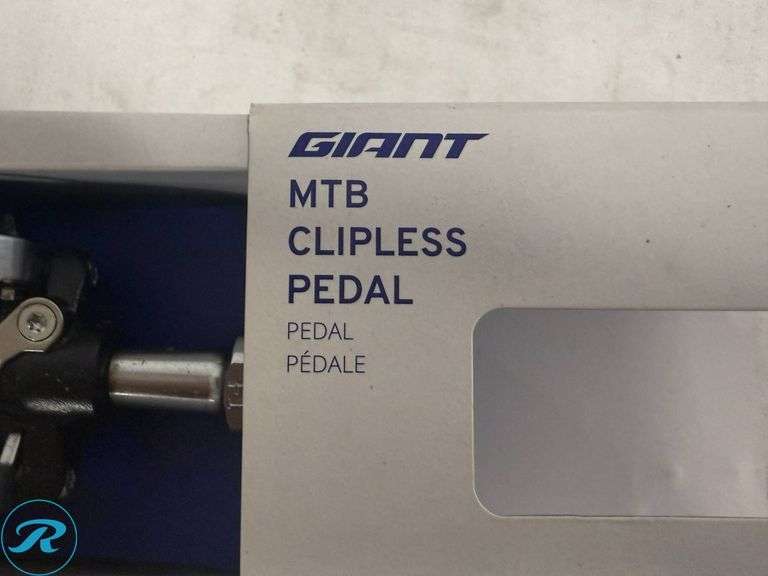 GIANT
MTB
CLIPLESS
PEDAL
PEDAL
PÉDALE
R